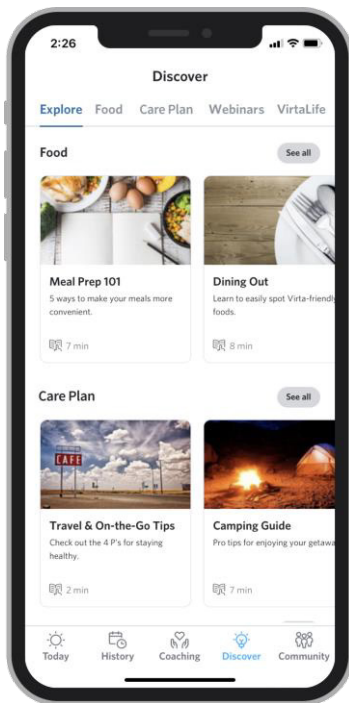 2:26
Discover
Explore Food Care Plan Webinars VirtaLife
Food See all
Meal Prep 101
5 ways to make your meals more
convenient.
7 min
Dining Out
Learn to easily spot Virta-friendly
foods.
8 min
Care Plan See all
CAFE
Travel & On-the-Go Tips
Check out the 4 P's for staying
healthy.
2 min
Camping Guide
Pro tips for enjoying your getawa
7 min
Today History Coaching Discover Community